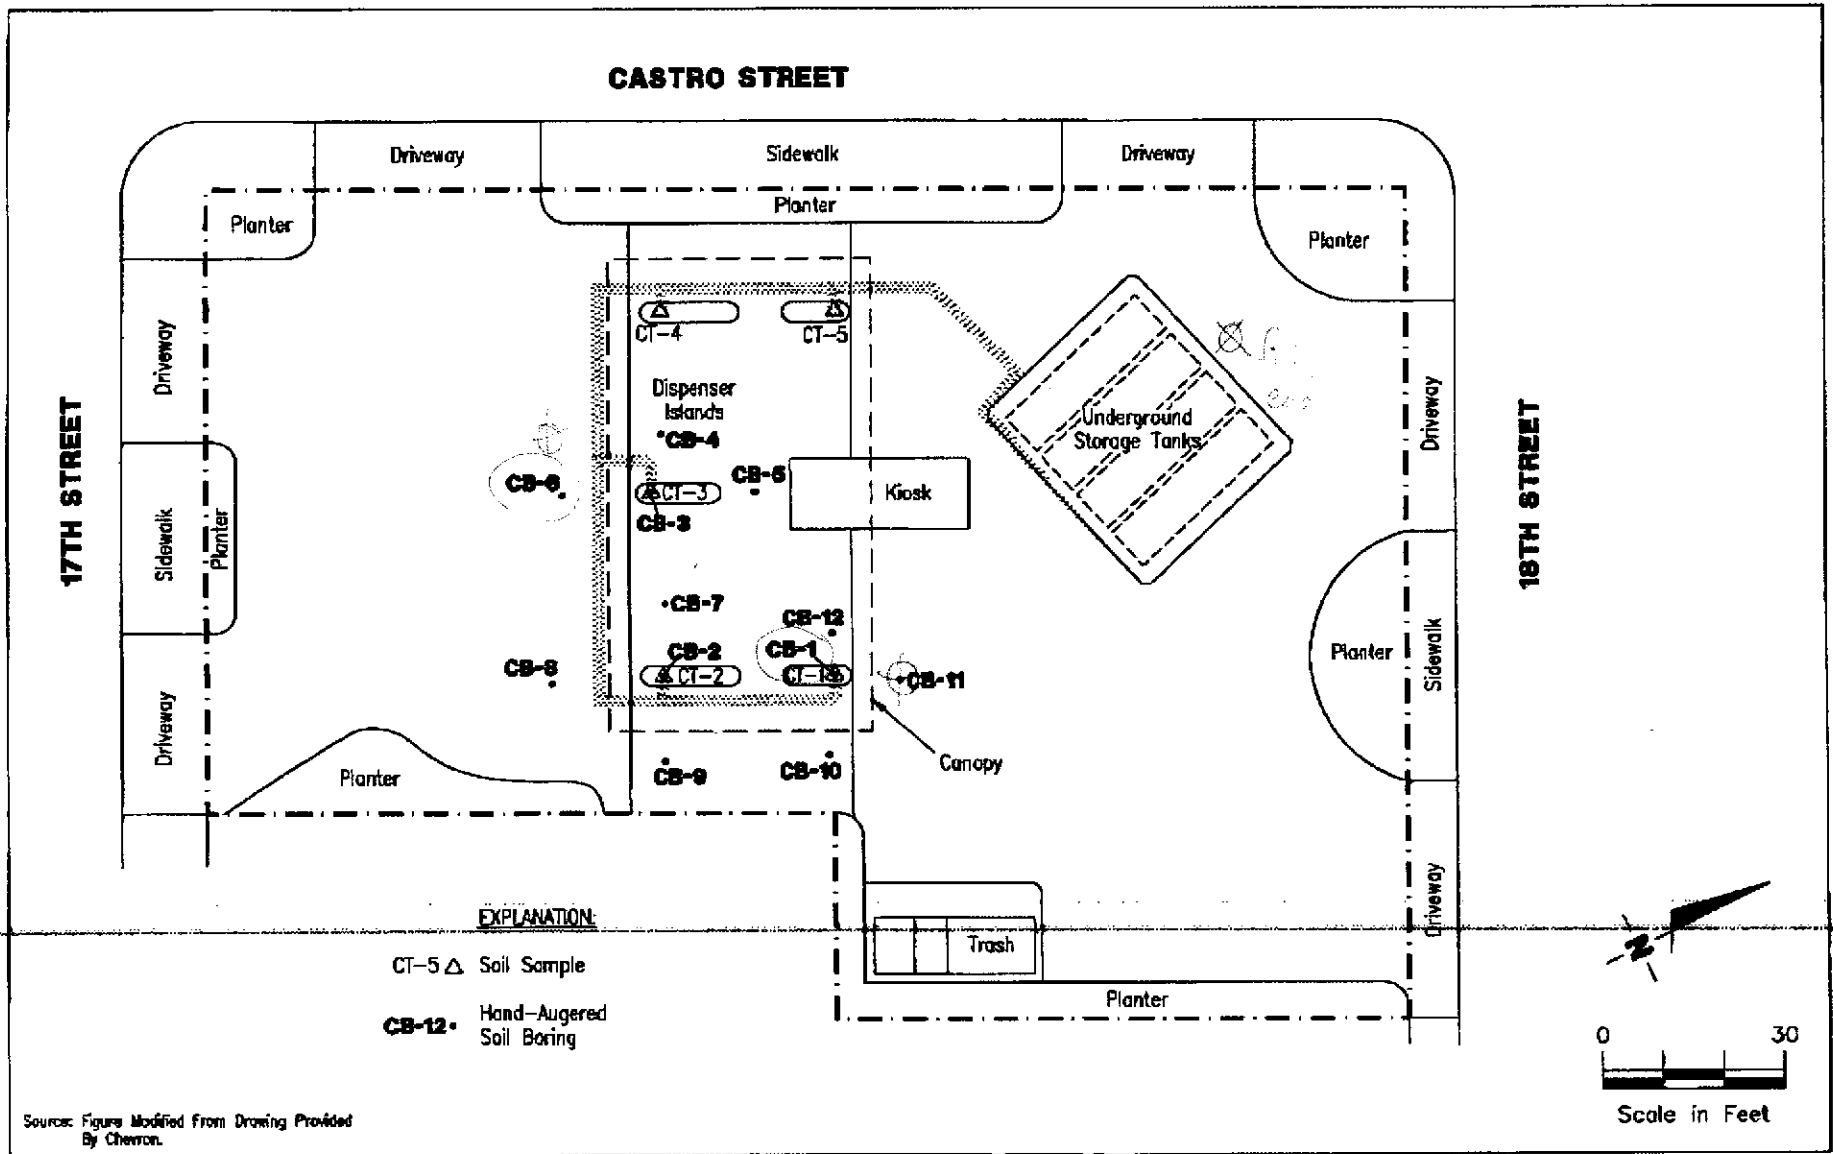 CASTRO STREET
Driveway
Sidewalk
Driveway
Planter
Planter
Planter
CT-4
CT-5
Driveway
Dispenser
Islands
CB-4
Underground
Storage Tanks
Driveway
17TH STREET
18TH STREET
CB-6
CT-3
CB-5
Kiosk
CB-3
Sidewalk
Planter
CB-7
CB-12
CB-2
CB-1
CB-8
CT-2
CT-1
CB-11
Planter
Sidewalk
Driveway
Planter
CB-9
CB-10
Canopy
Driveway
EXPLANATION:
Trash
CT-5 △ Soil Sample
Planter
CB-12 • Hand-Augered
Soil Boring
N
0 30
Scale in Feet
Source: Figure Modified From Drawing Provided
By Chevron.